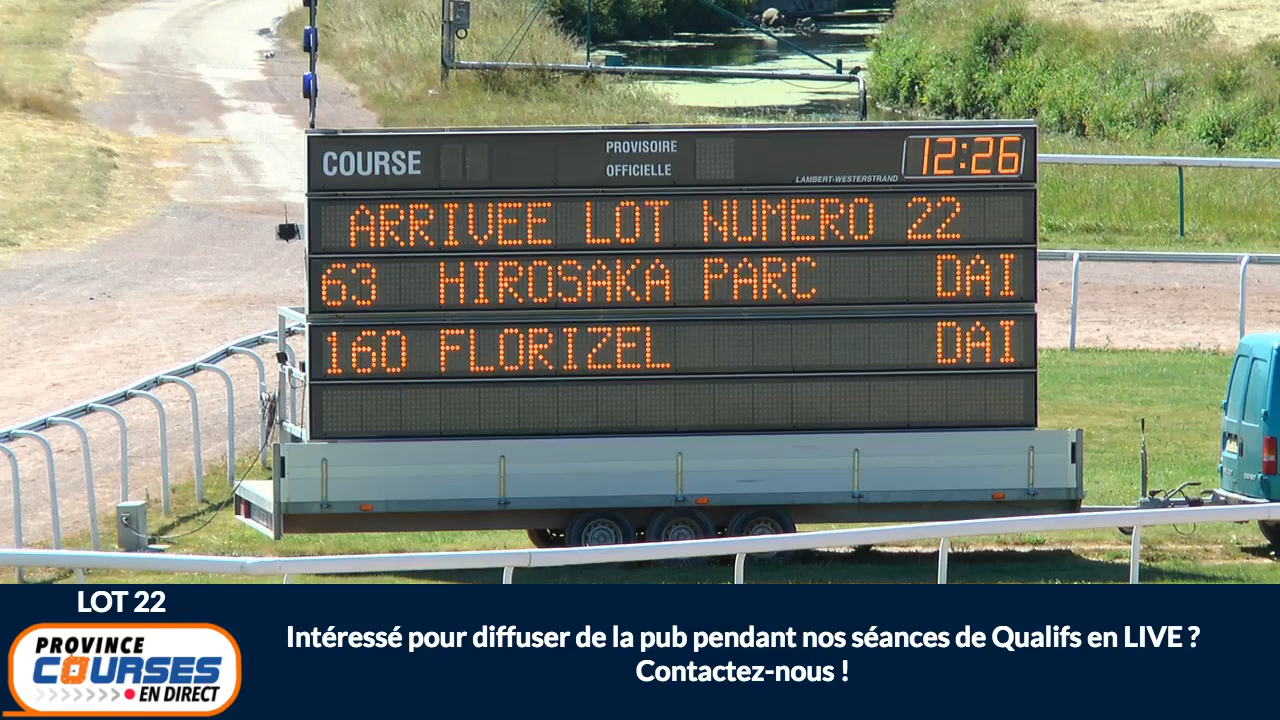 COURSE
PROVISOIRE
OFFICIELLE
12:26
LAMBERT-WESTERSTRAND
ARRIVEE LOT NUMERO 22
63 HIROSAKA PARC DAI
160 FLORIZEL DAI
LOT 22
PROVINCE
COURSES
EN DIRECT
Intéressé pour diffuser de la pub pendant nos séances de Qualifs en LIVE ?
Contactez-nous !